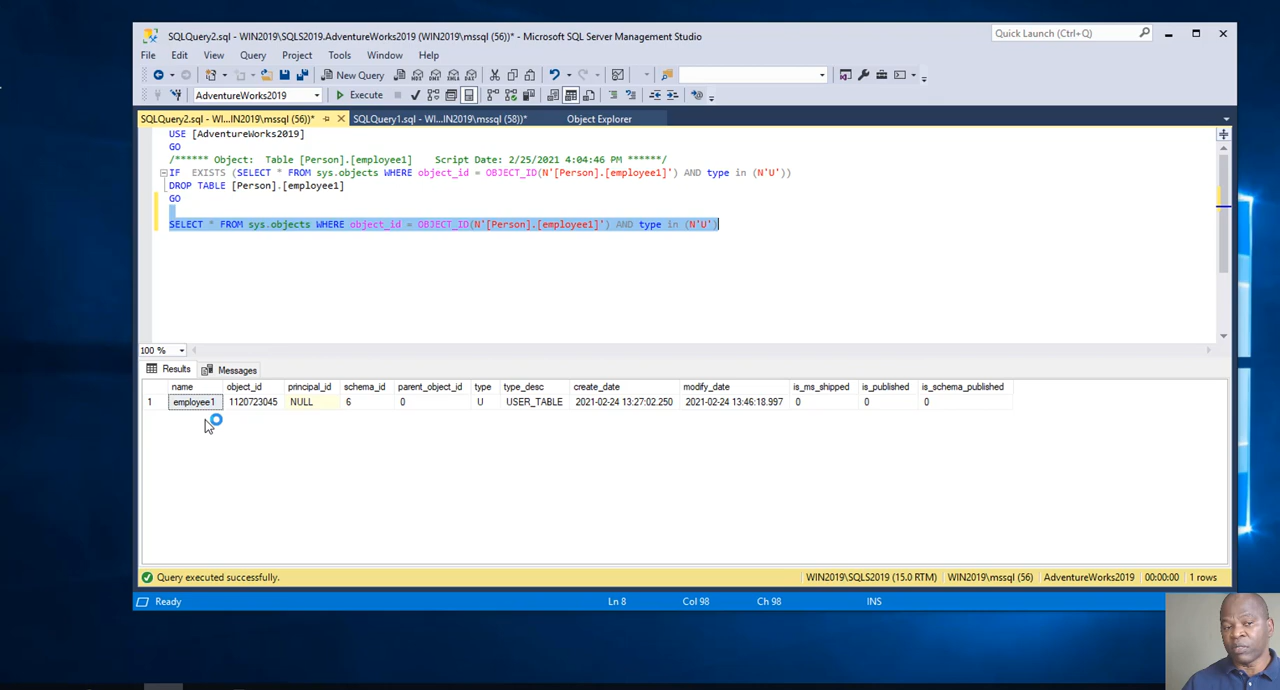 SQLQuery2.sql - WIN2019\SQLS2019.AdventureWorks2019 (WIN2019\mssql (56))* - Microsoft SQL Server Management Studio
Quick Launch (Ctrl+Q)
File Edit View Query Project Tools Window Help
New Query
AdventureWorks2019 Execute
SQLQuery2.sql - WI...IN2019\mssql (56))* SQLQuery1.sql - WI...IN2019\mssql (58))* Object Explorer
USE [AdventureWorks2019]
GO
/****** Object:  Table [Person].[employee1]    Script Date: 2/25/2021 4:04:46 PM ******/
IF  EXISTS (SELECT * FROM sys.objects WHERE object_id = OBJECT_ID(N'[Person].[employee1]') AND type in (N'U'))
DROP TABLE [Person].[employee1]
GO
SELECT * FROM sys.objects WHERE object_id = OBJECT_ID(N'[Person].[employee1]') AND type in (N'U')
100 %
Results Messages
name object_id principal_id schema_id parent_object_id type type_desc create_date modify_date is_ms_shipped is_published is_schema_published
1 employee1 1120723045 NULL 6 0 U USER_TABLE 2021-02-24 13:27:02.250 2021-02-24 13:46:18.997 0 0 0
Query executed successfully. WIN2019\SQLS2019 (15.0 RTM) WIN2019\mssql (56) AdventureWorks2019 00:00:00 1 rows
Ready Ln 8 Col 98 Ch 98 INS